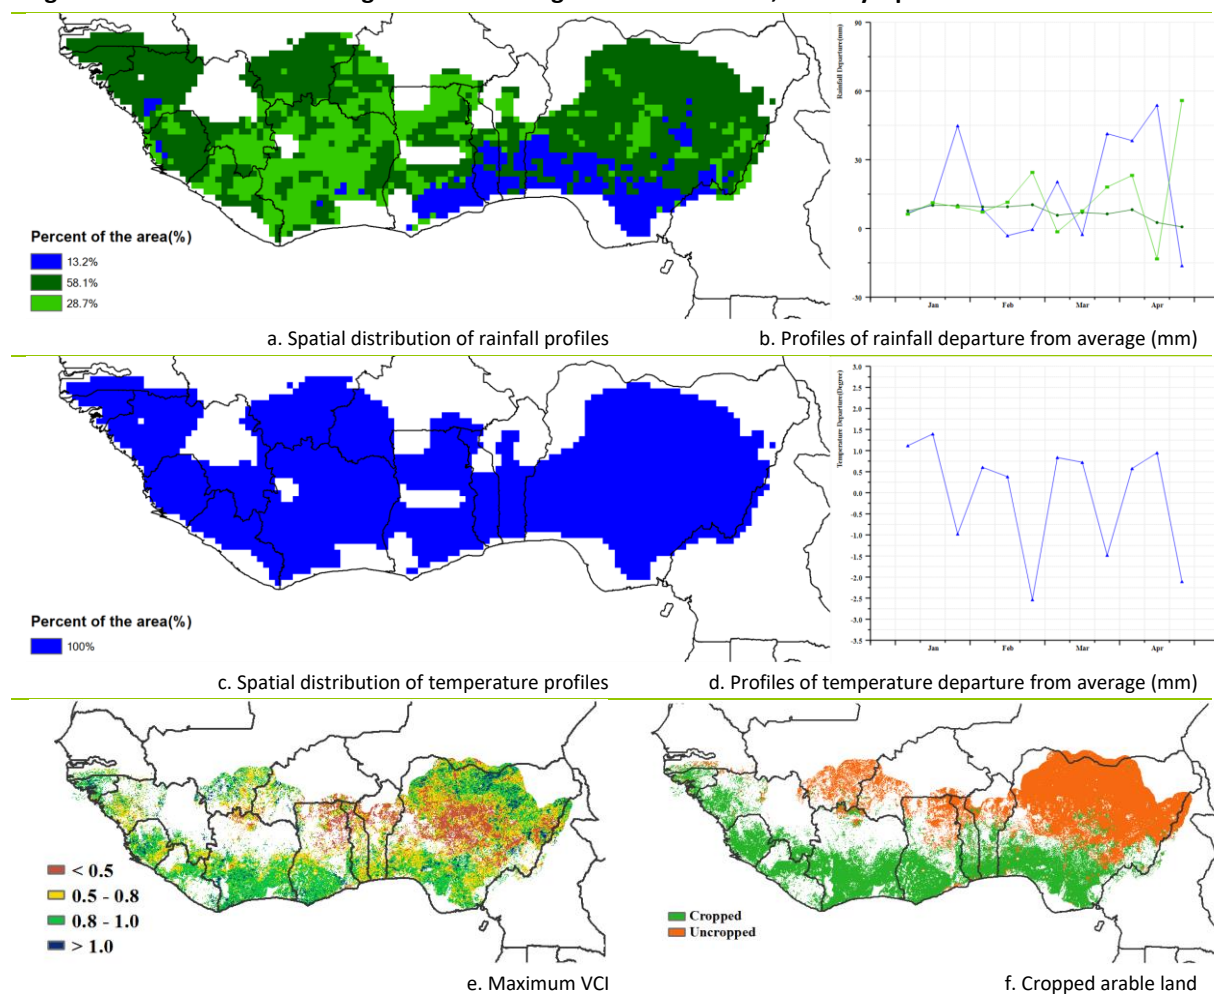 Percent of the area(%)
13.2%
58.1%
28.7%
Rainfall Departure(mm)
90
60
30
0
-30
Jan
Feb
Mar
Apr
a. Spatial distribution of rainfall profiles
b. Profiles of rainfall departure from average (mm)
Percent of the area(%)
100%
Temperature Departure(Degree)
3.0
2.5
2.0
1.5
1.0
0.5
0.0
-0.5
-1.0
-1.5
-2.0
-2.5
-3.0
-3.5
Jan
Feb
Mar
Apr
c. Spatial distribution of temperature profiles
d. Profiles of temperature departure from average (mm)
< 0.5
0.5 - 0.8
0.8 - 1.0
> 1.0
Cropped
Uncropped
e. Maximum VCI
f. Cropped arable land